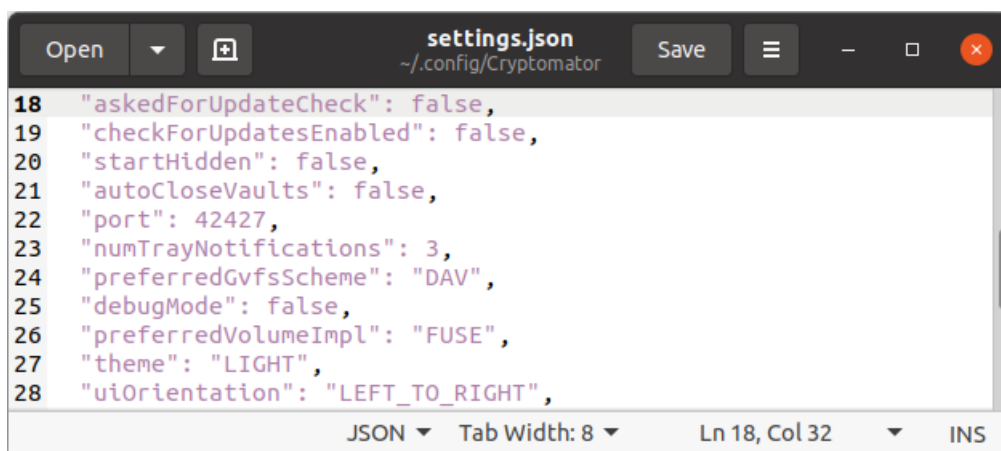 Open
settings.json
~/.config/Cryptomator
Save
18 "askedForUpdateCheck": false,
19 "checkForUpdatesEnabled": false,
20 "startHidden": false,
21 "autoCloseVaults": false,
22 "port": 42427,
23 "numTrayNotifications": 3,
24 "preferredGvfsScheme": "DAV",
25 "debugMode": false,
26 "preferredVolumeImpl": "FUSE",
27 "theme": "LIGHT",
28 "uiOrientation": "LEFT_TO_RIGHT",
JSON Tab Width: 8 Ln 18, Col 32 INS